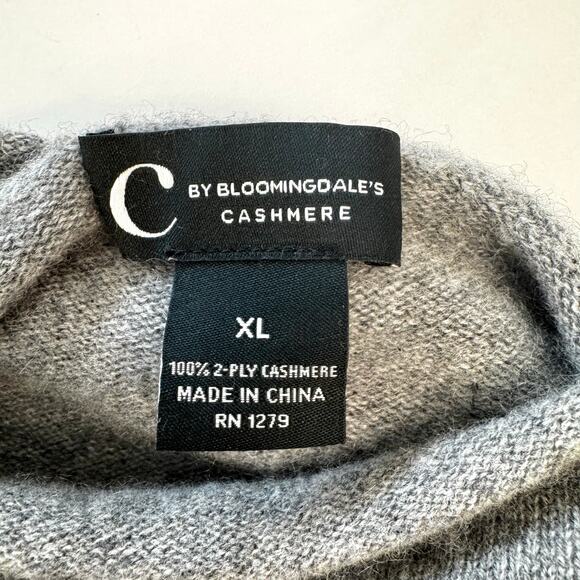 C BY BLOOMINGDALE'S
CASHMERE
XL
100% 2-PLY CASHMERE
MADE IN CHINA
RN 1279